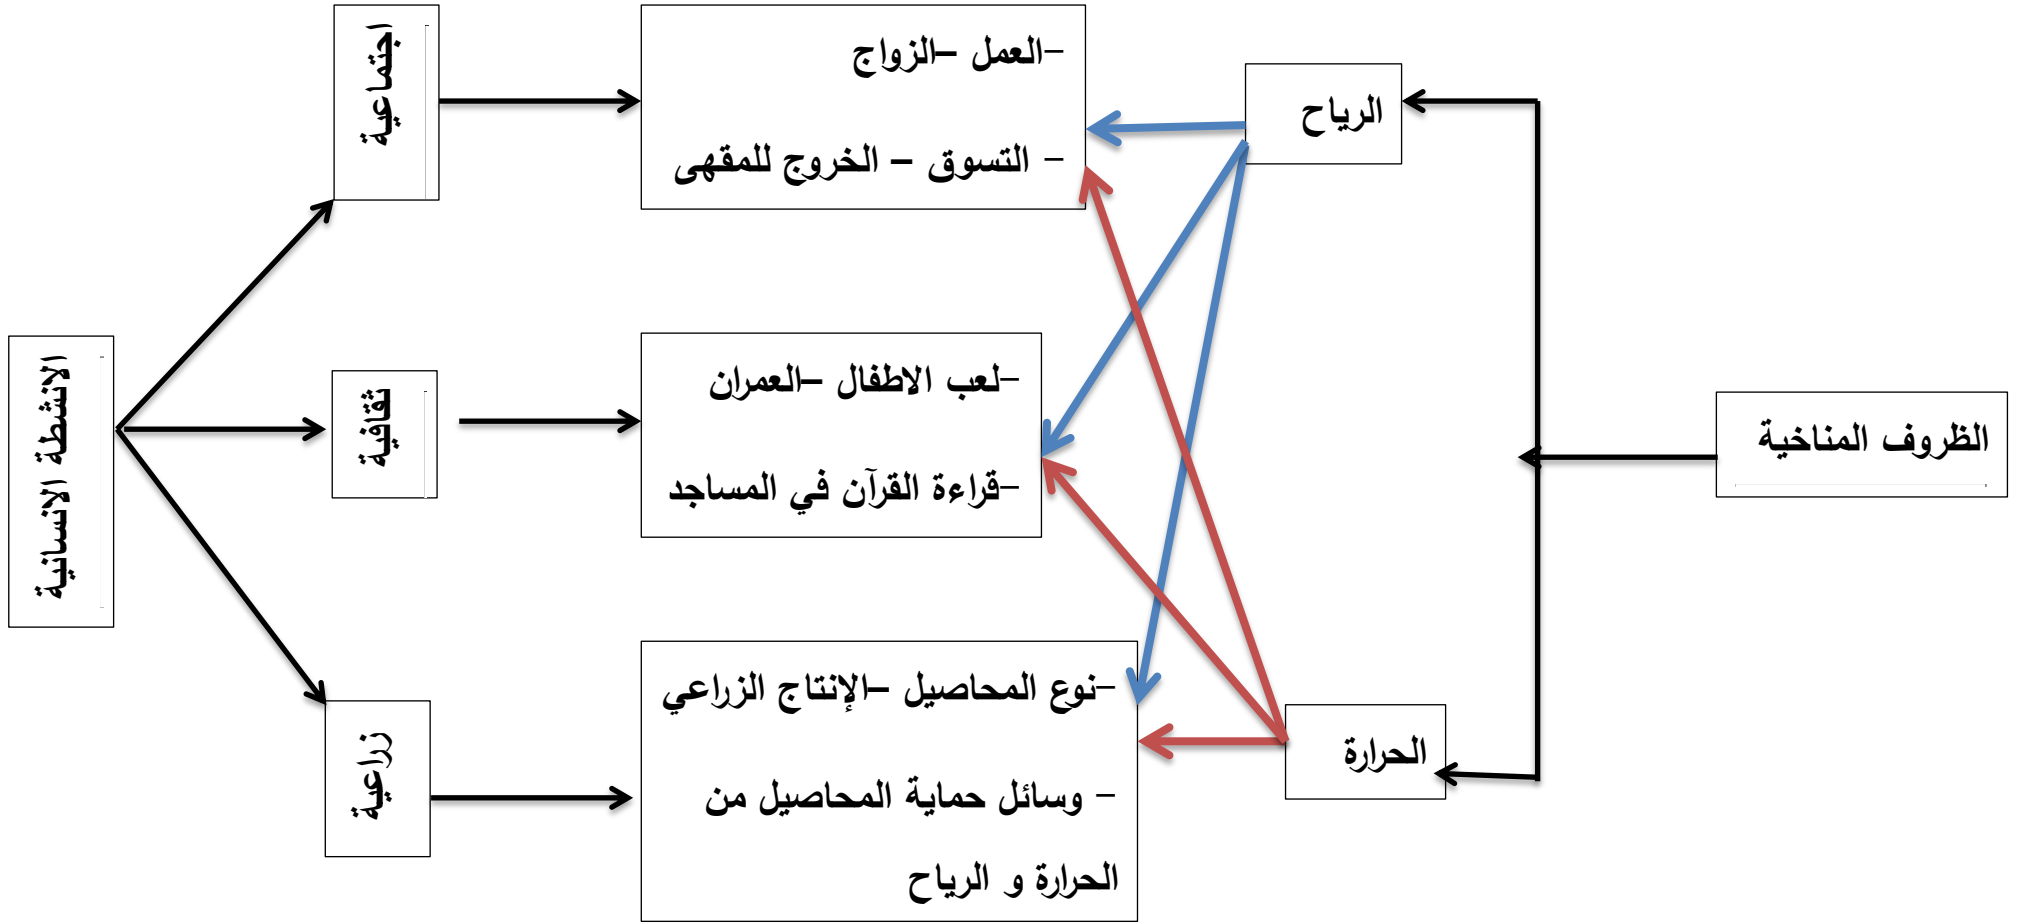 الظروف المناخية
الرياح
الحرارة
-العمل –الزواج
- التسوق – الخروج للمقهى
-لعب الاطفال –العمران
-قراءة القرآن في المساجد
-نوع المحاصيل –الإنتاج الزراعي
- وسائل حماية المحاصيل من
الحرارة و الرياح
اجتماعية
ثقافية
زراعية
الانشطة الانسانية